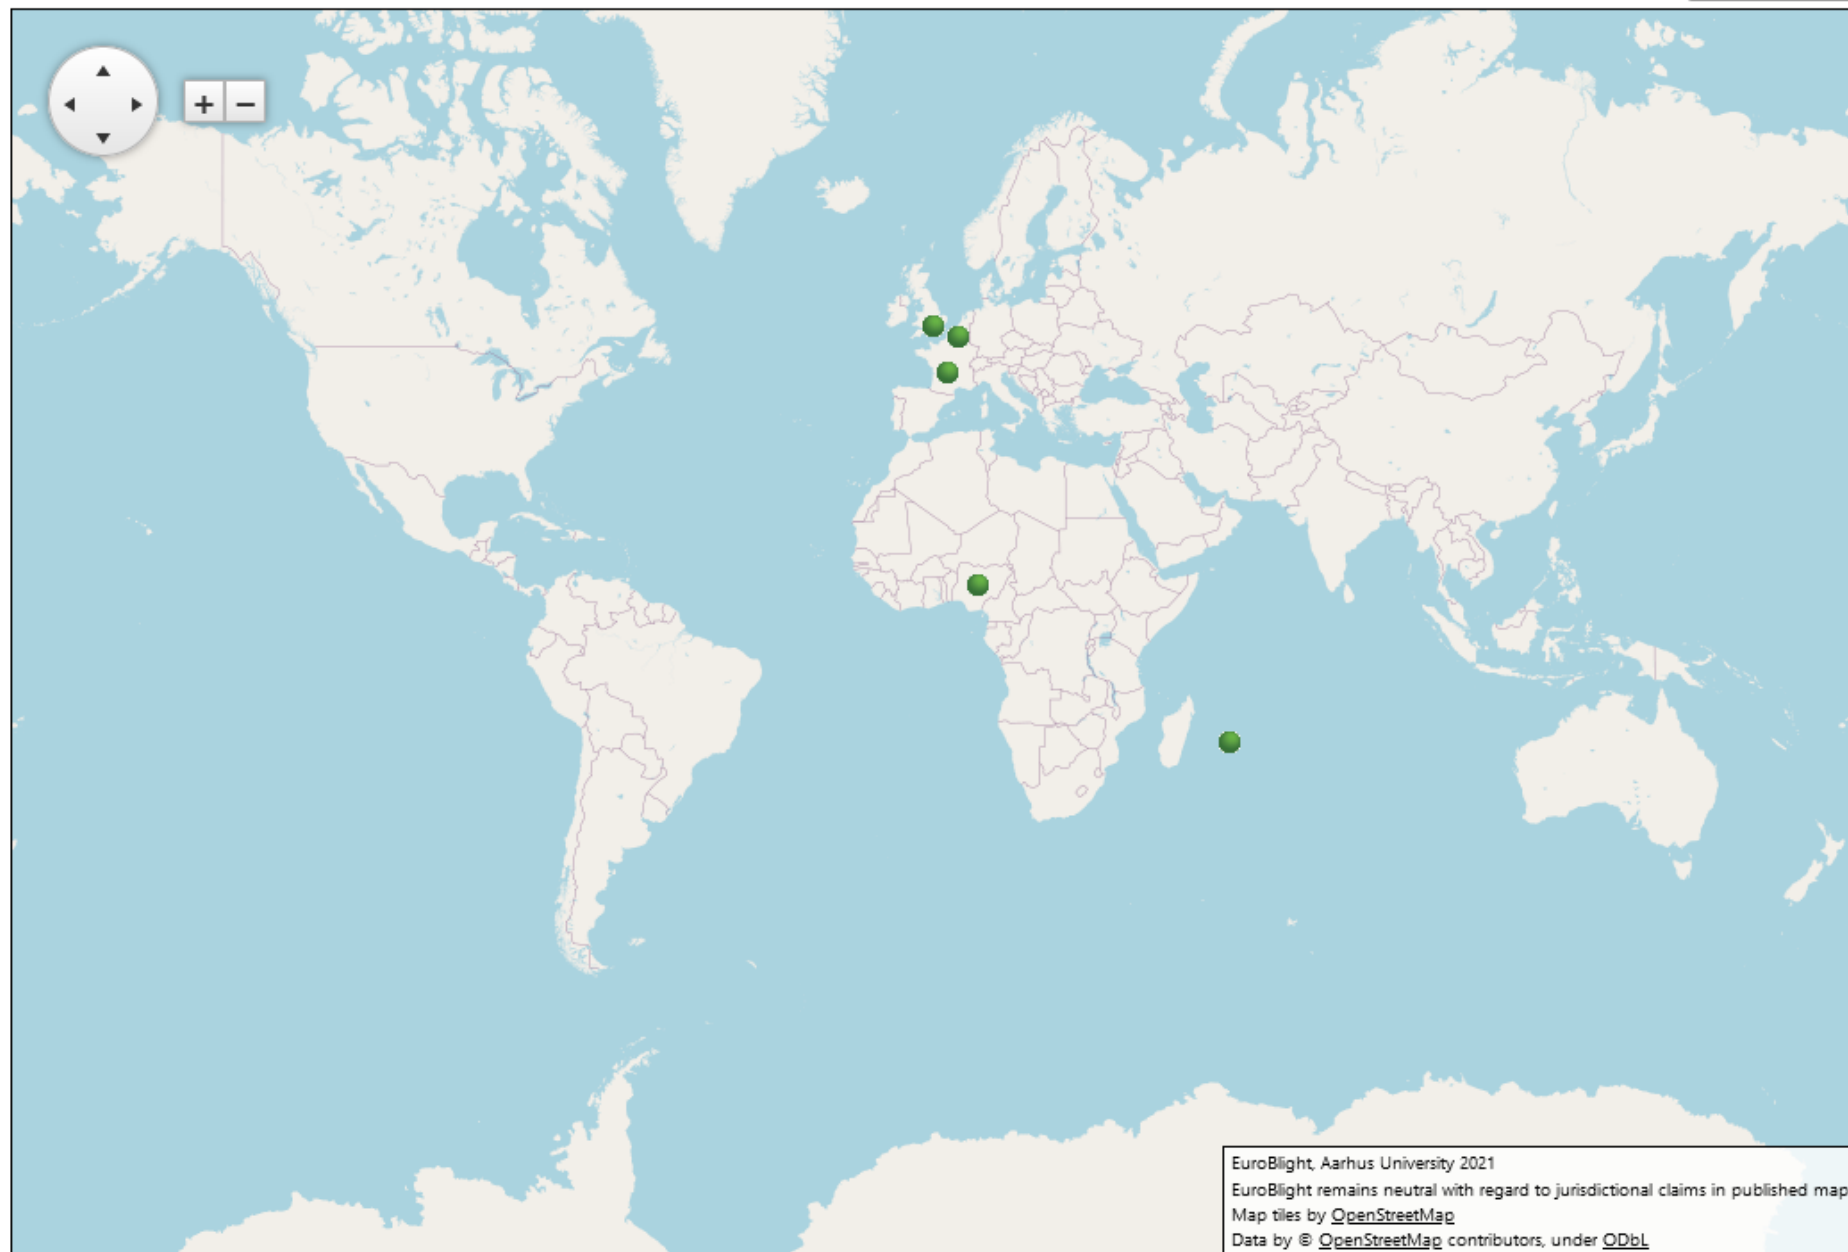 + −
EuroBlight, Aarhus University 2021
EuroBlight remains neutral with regard to jurisdictional claims in published map
Map tiles by OpenStreetMap
Data by © OpenStreetMap contributors, under ODbL